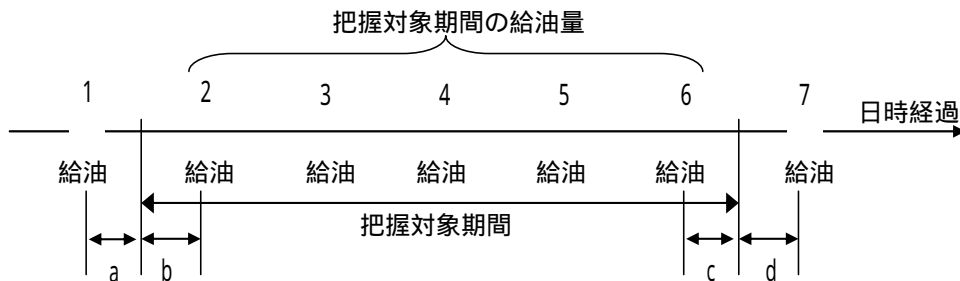 把握対象期間の給油量
1 2 3 4 5 6 7
日時経過
給油 給油 給油 給油 給油 給油 給油
把握対象期間
a b c d